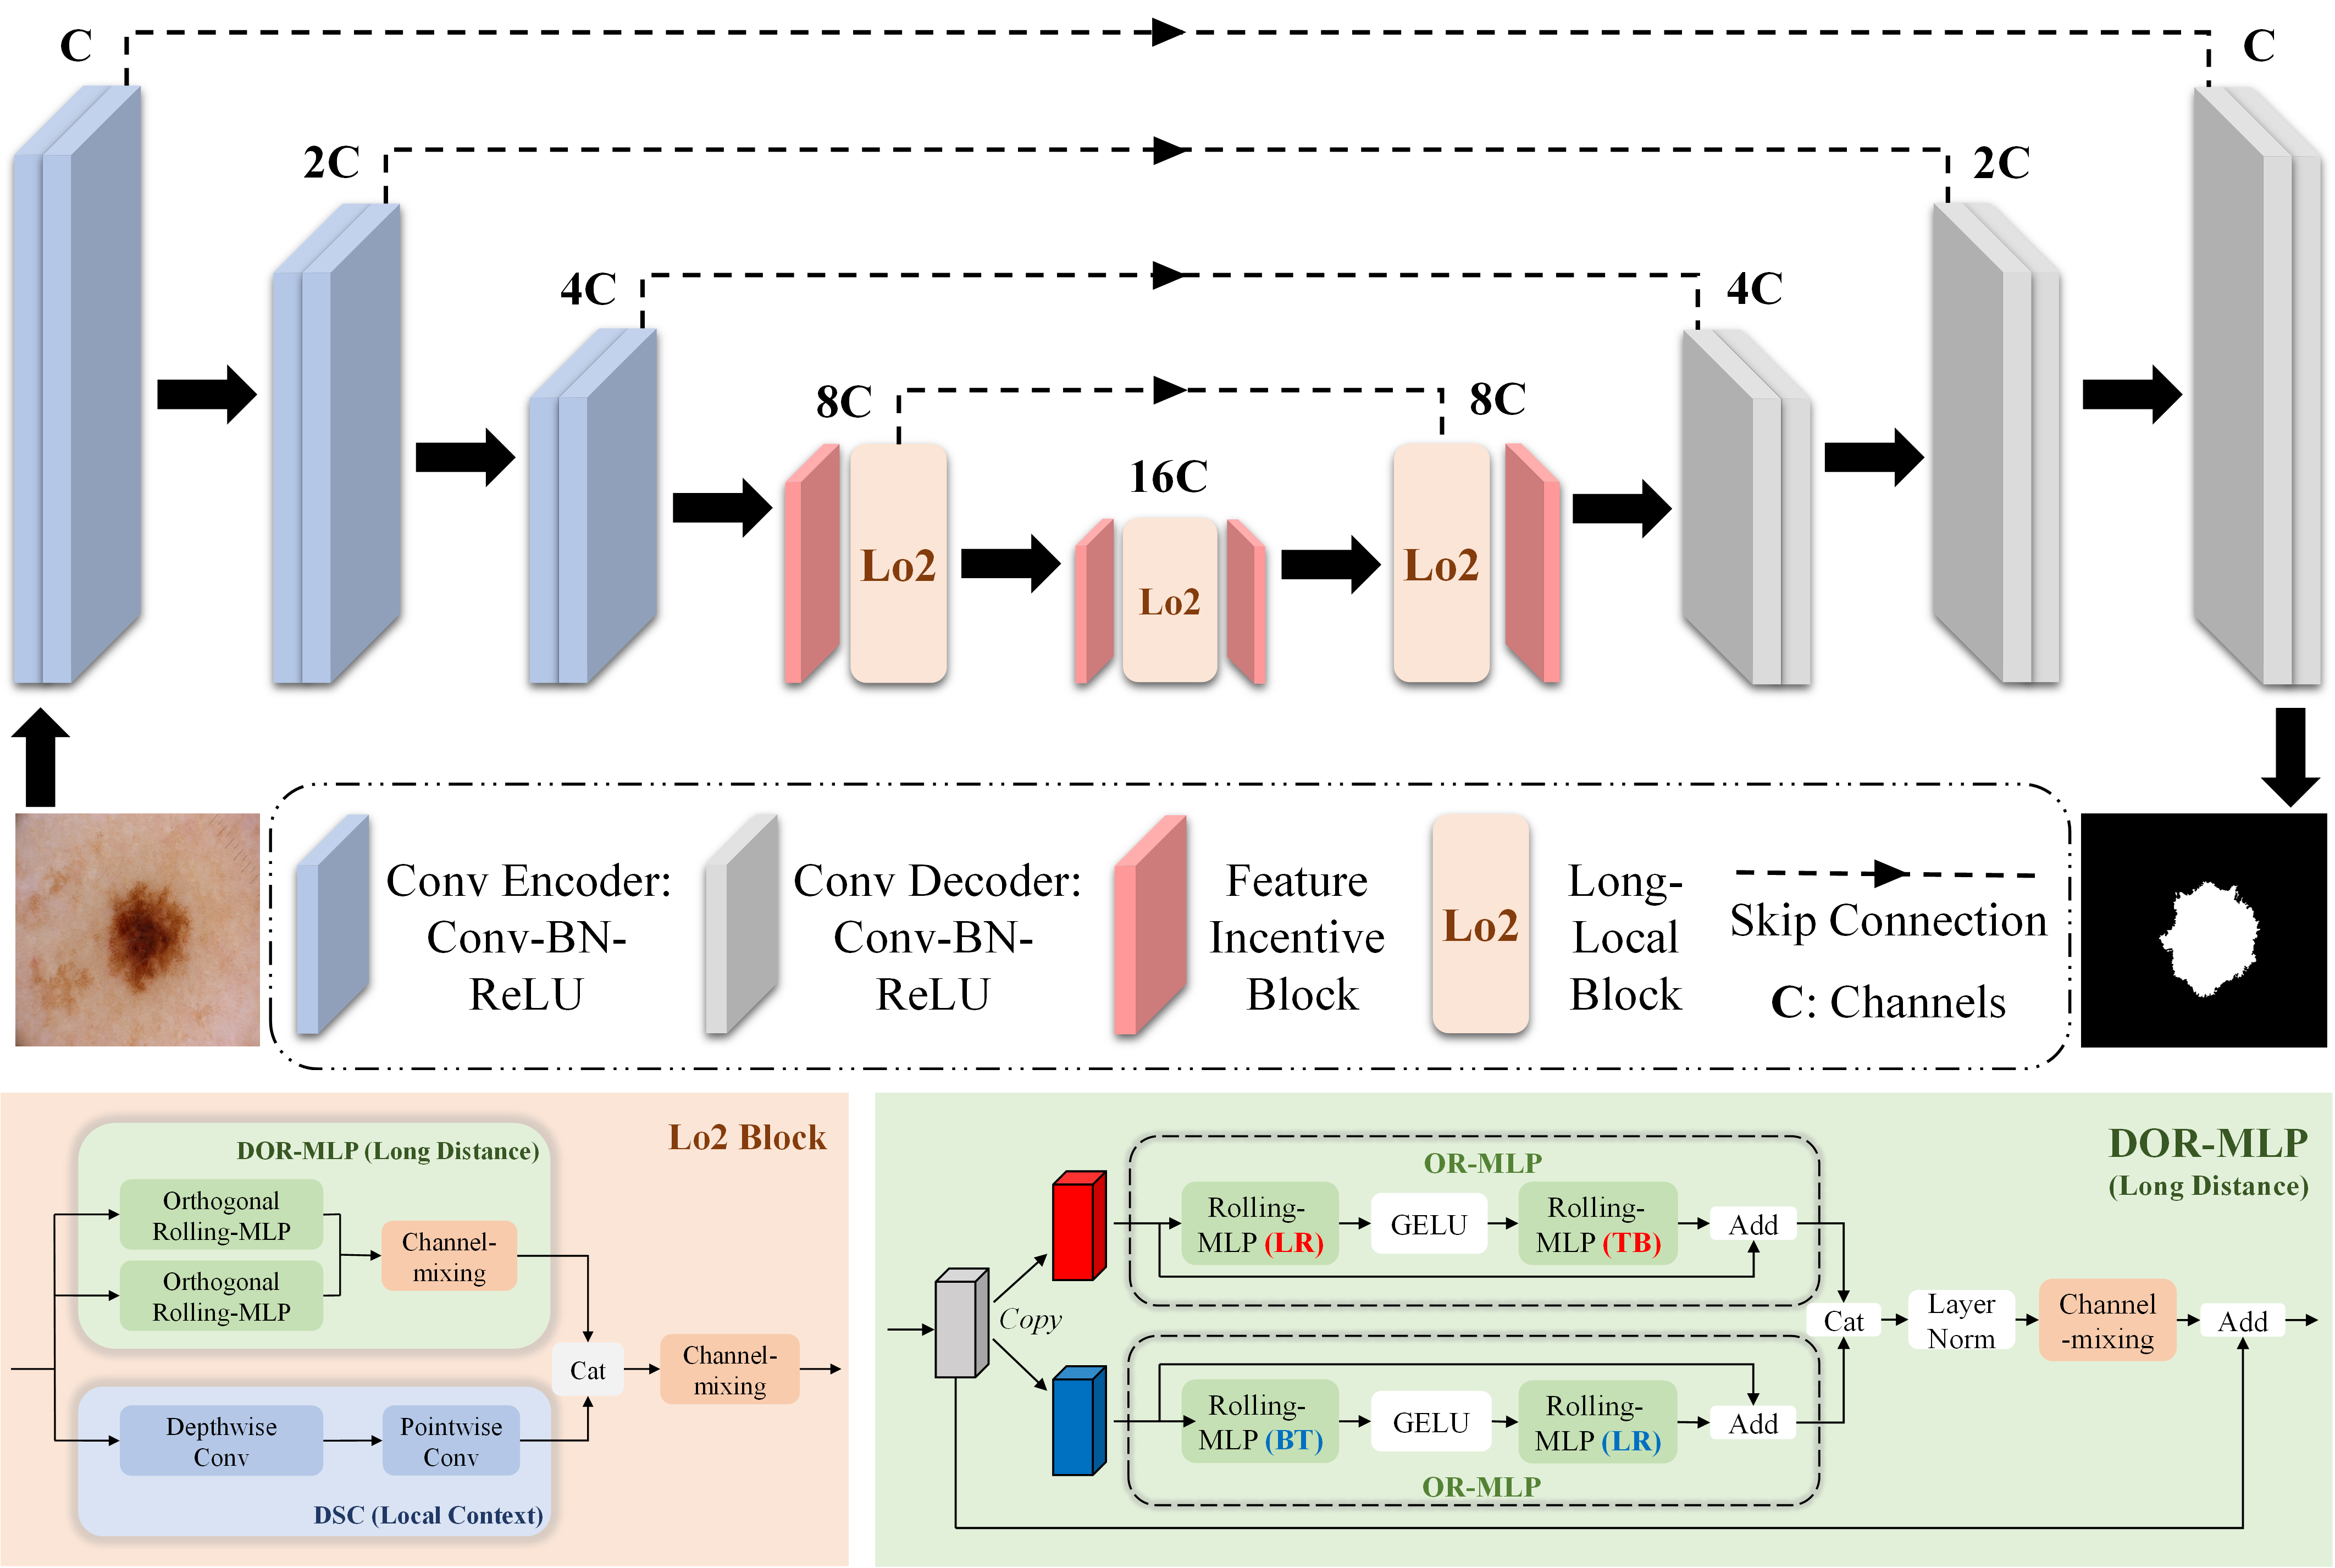 C
C
2C
2C
4C
4C
8C
8C
16C
Lo2
Lo2
Lo2
Conv Encoder:
Conv-BN-
ReLU
Conv Decoder:
Conv-BN-
ReLU
Feature
Incentive
Block
Lo2
Long-
Local
Block
Skip Connection
C: Channels
Lo2 Block
DOR-MLP (Long Distance)
Orthogonal
Rolling-MLP
Orthogonal
Rolling-MLP
Channel-
mixing
Cat
Channel-
mixing
Depthwise
Conv
Pointwise
Conv
DSC (Local Context)
DOR-MLP
(Long Distance)
OR-MLP
Rolling-
MLP (LR)
GELU
Rolling-
MLP (TB)
Add
Copy
Cat
Layer
Norm
Channel
-mixing
Add
Rolling-
MLP (BT)
GELU
Rolling-
MLP (LR)
Add
OR-MLP